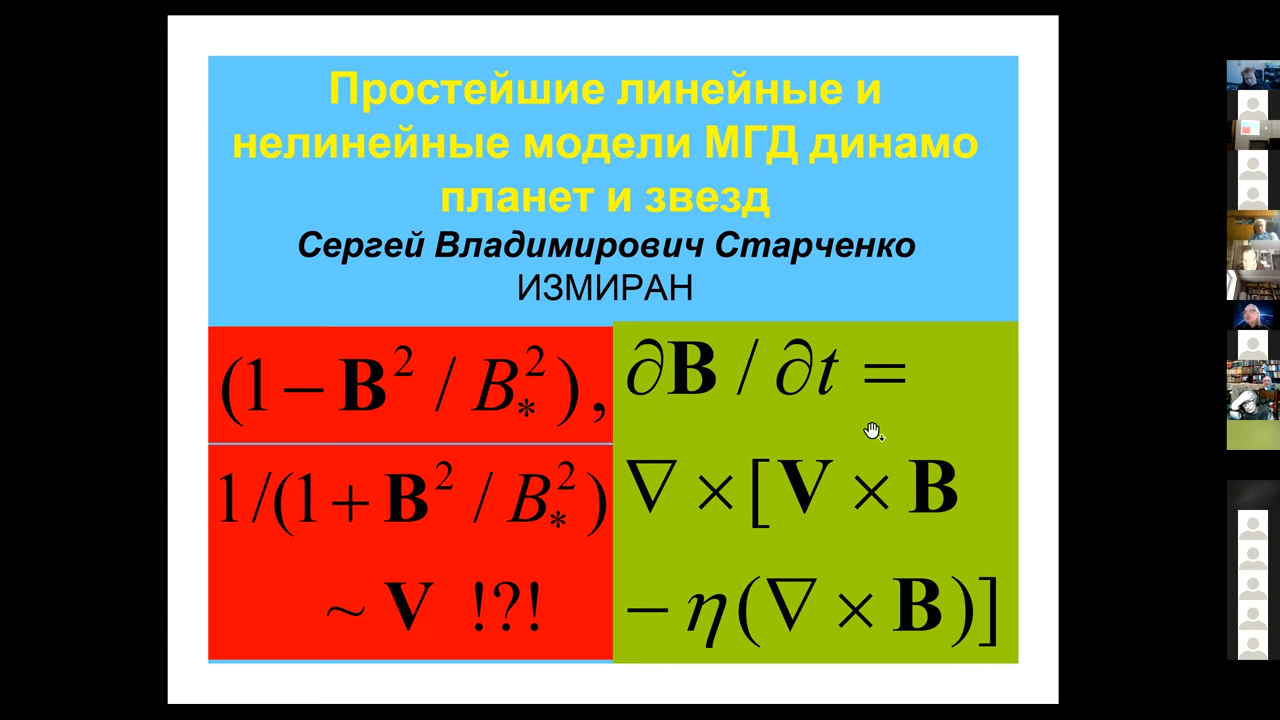 Простейшие линейные и
нелинейные модели МГД динамо
планет и звезд
Сергей Владимирович Старченко
ИЗМИРАН
(1 − B² / B*²),
1/(1 + B² / B*²)
~ V !?!
∂B / ∂t =
∇ × [V × B
− η(∇ × B)]